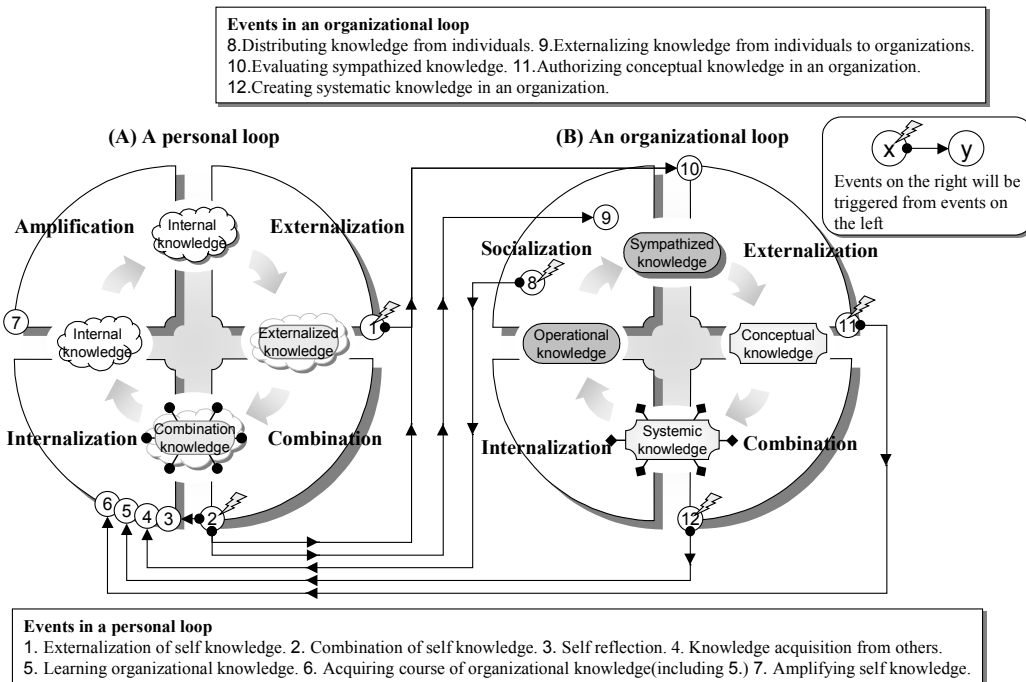 Events in an organizational loop
8.Distributing knowledge from individuals. 9.Externalizing knowledge from individuals to organizations.
10.Evaluating sympathized knowledge. 11.Authorizing conceptual knowledge in an organization.
12.Creating systematic knowledge in an organization.
(A) A personal loop
(B) An organizational loop
x
y
Events on the right will be
triggered from events on
the left
Amplification
Externalization
Internal
knowledge
7
1
Internal
knowledge
Externalized
knowledge
Internalization
Combination
knowledge
Combination
6
5
4
3
2
10
9
Socialization
8
Sympathized
knowledge
Externalization
11
Operational
knowledge
Conceptual
knowledge
Internalization
Systemic
knowledge
Combination
12
Events in a personal loop
1. Externalization of self knowledge. 2. Combination of self knowledge. 3. Self reflection. 4. Knowledge acquisition from others.
5. Learning organizational knowledge. 6. Acquiring course of organizational knowledge(including 5.) 7. Amplifying self knowledge.